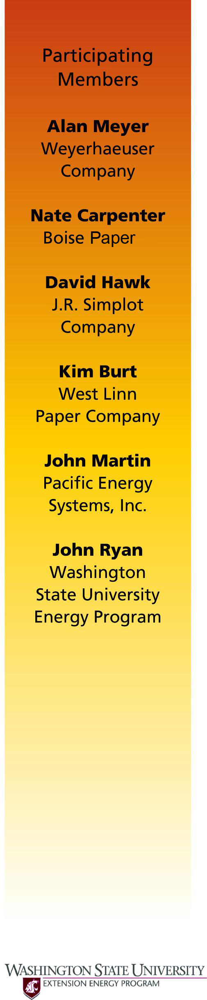 Participating
Members
Alan Meyer
Weyerhaeuser
Company
Nate Carpenter
Boise Paper
David Hawk
J.R. Simplot
Company
Kim Burt
West Linn
Paper Company
John Martin
Pacific Energy
Systems, Inc.
John Ryan
Washington
State University
Energy Program
WASHINGTON STATE UNIVERSITY
EXTENSION ENERGY PROGRAM